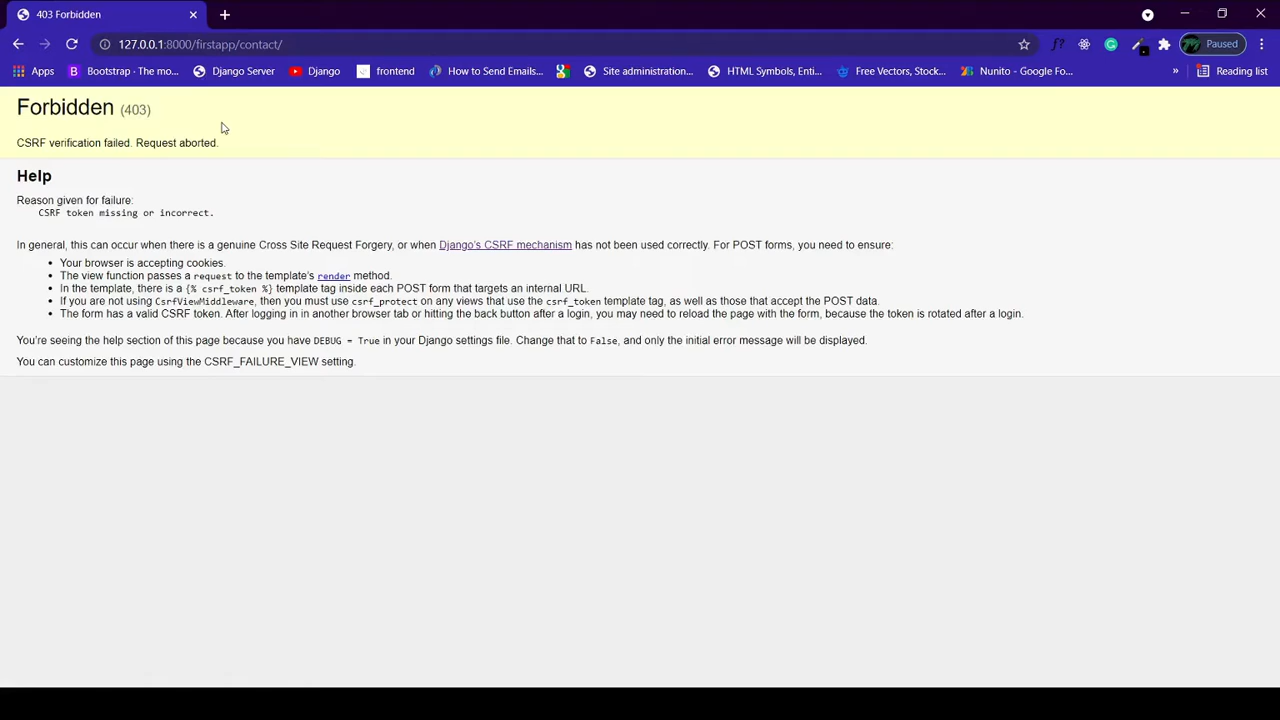 403 Forbidden
127.0.0.1:8000/firstapp/contact/
Paused
Apps
Bootstrap · The mo...
Django Server
Django
frontend
How to Send Emails...
Site administration...
HTML Symbols, Enti...
Free Vectors, Stock...
Nunito - Google Fo...
»
Reading list
Forbidden (403)
CSRF verification failed. Request aborted.
Help
Reason given for failure:
CSRF token missing or incorrect.
In general, this can occur when there is a genuine Cross Site Request Forgery, or when Django's CSRF mechanism has not been used correctly. For POST forms, you need to ensure:
• Your browser is accepting cookies.
• The view function passes a request to the template's render method.
• In the template, there is a {% csrf_token %} template tag inside each POST form that targets an internal URL.
• If you are not using CsrfViewMiddleware, then you must use csrf_protect on any views that use the csrf_token template tag, as well as those that accept the POST data.
• The form has a valid CSRF token. After logging in in another browser tab or hitting the back button after a login, you may need to reload the page with the form, because the token is rotated after a login.
You're seeing the help section of this page because you have DEBUG = True in your Django settings file. Change that to False, and only the initial error message will be displayed.
You can customize this page using the CSRF_FAILURE_VIEW setting.